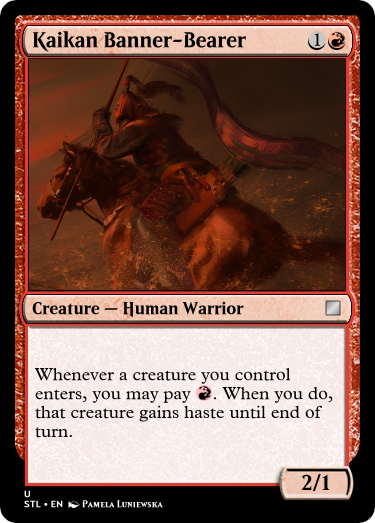 Kaikan Banner-Bearer 1
Creature — Human Warrior
Whenever a creature you control
enters, you may pay . When you do,
that creature gains haste until end of
turn.
2/1
U
STL • EN Pamela Luniewska